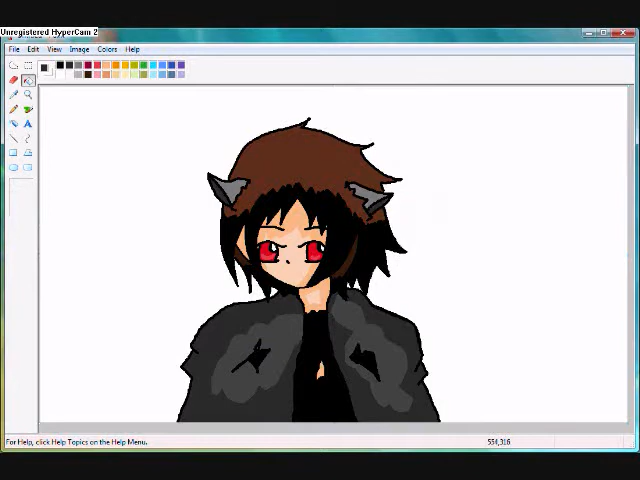 Unregistered HyperCam 2
File Edit View Image Colors Help
For Help, click Help Topics on the Help Menu.
554,316